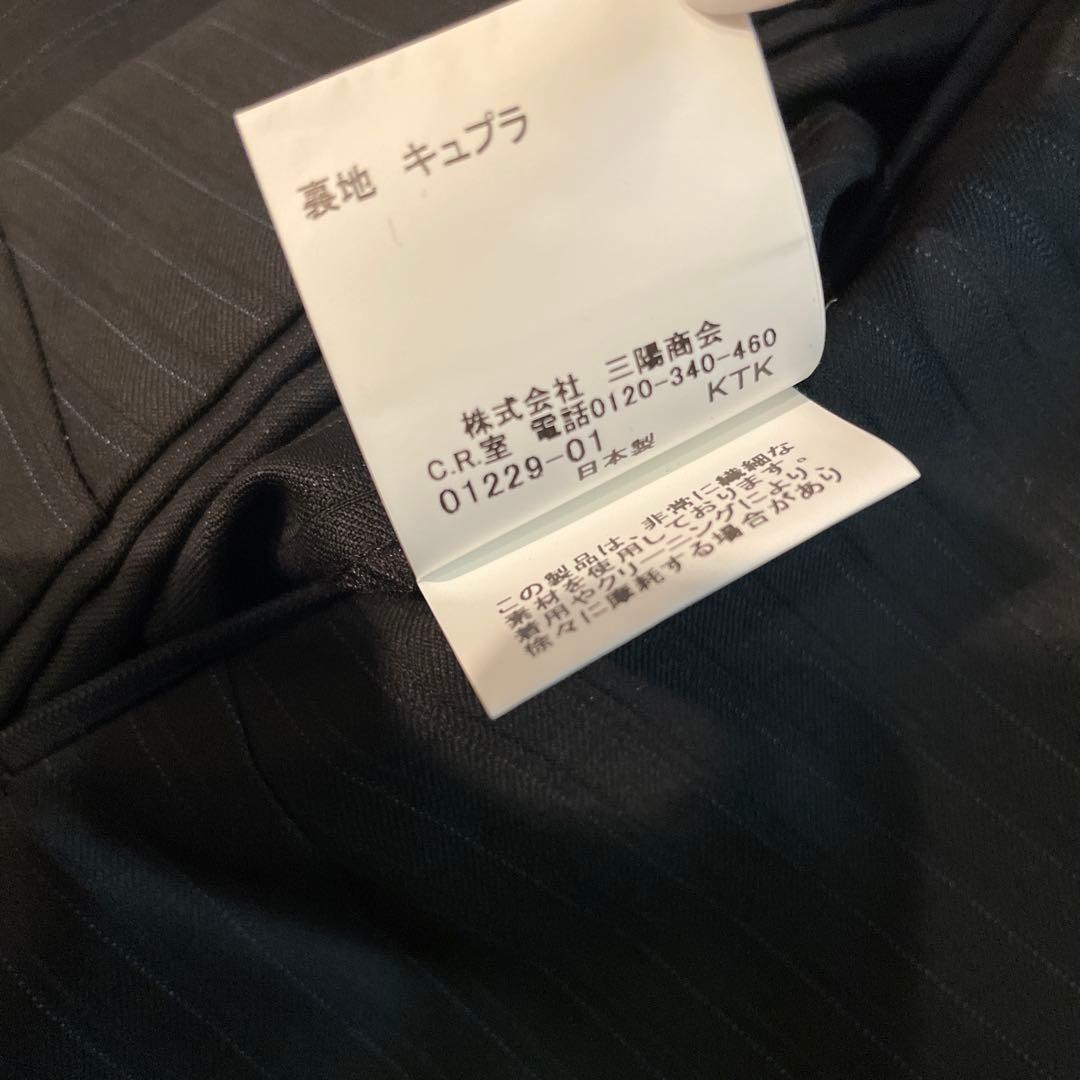 裏地 キュプラ
株式会社 三陽商会
C.R.室 電話0120-340-460
01229-01 KTK
日本製
この製品は、非常に繊細な
素材を使用しております。
着用やクリーニングにより、
徐々に摩耗する場合があり